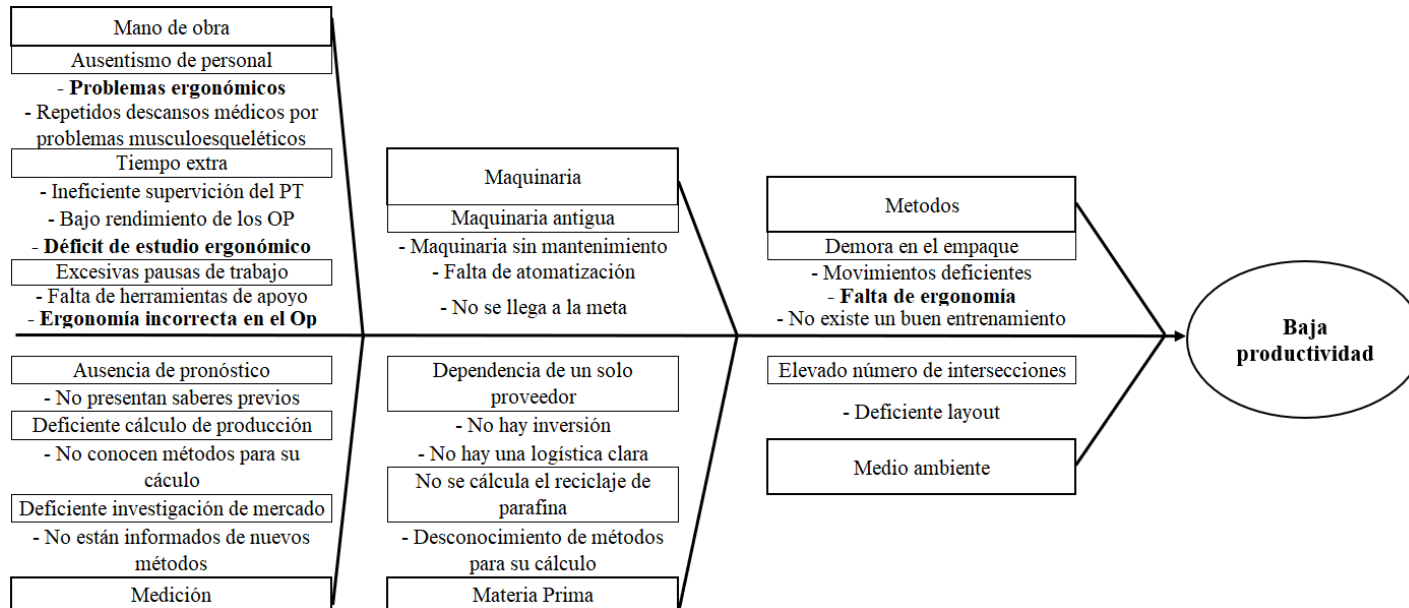 Mano de obra
Ausentismo de personal
- Problemas ergonómicos
- Repetidos descansos médicos por
problemas musculoesqueléticos
Tiempo extra
- Ineficiente supervición del PT
- Bajo rendimiento de los OP
- Déficit de estudio ergonómico
Excesivas pausas de trabajo
- Falta de herramientas de apoyo
- Ergonomía incorrecta en el Op
Maquinaria
Maquinaria antigua
- Maquinaria sin mantenimiento
- Falta de atomatización
- No se llega a la meta
Metodos
Demora en el empaque
- Movimientos deficientes
- Falta de ergonomía
- No existe un buen entrenamiento
Baja
productividad
Ausencia de pronóstico
- No presentan saberes previos
Deficiente cálculo de producción
- No conocen métodos para su
cáculo
Deficiente investigación de mercado
- No están informados de nuevos
métodos
Medición
Dependencia de un solo
proveedor
- No hay inversión
- No hay una logística clara
No se cálcula el reciclaje de
parafina
- Desconocimiento de métodos
para su cálculo
Materia Prima
Elevado número de intersecciones
- Deficiente layout
Medio ambiente